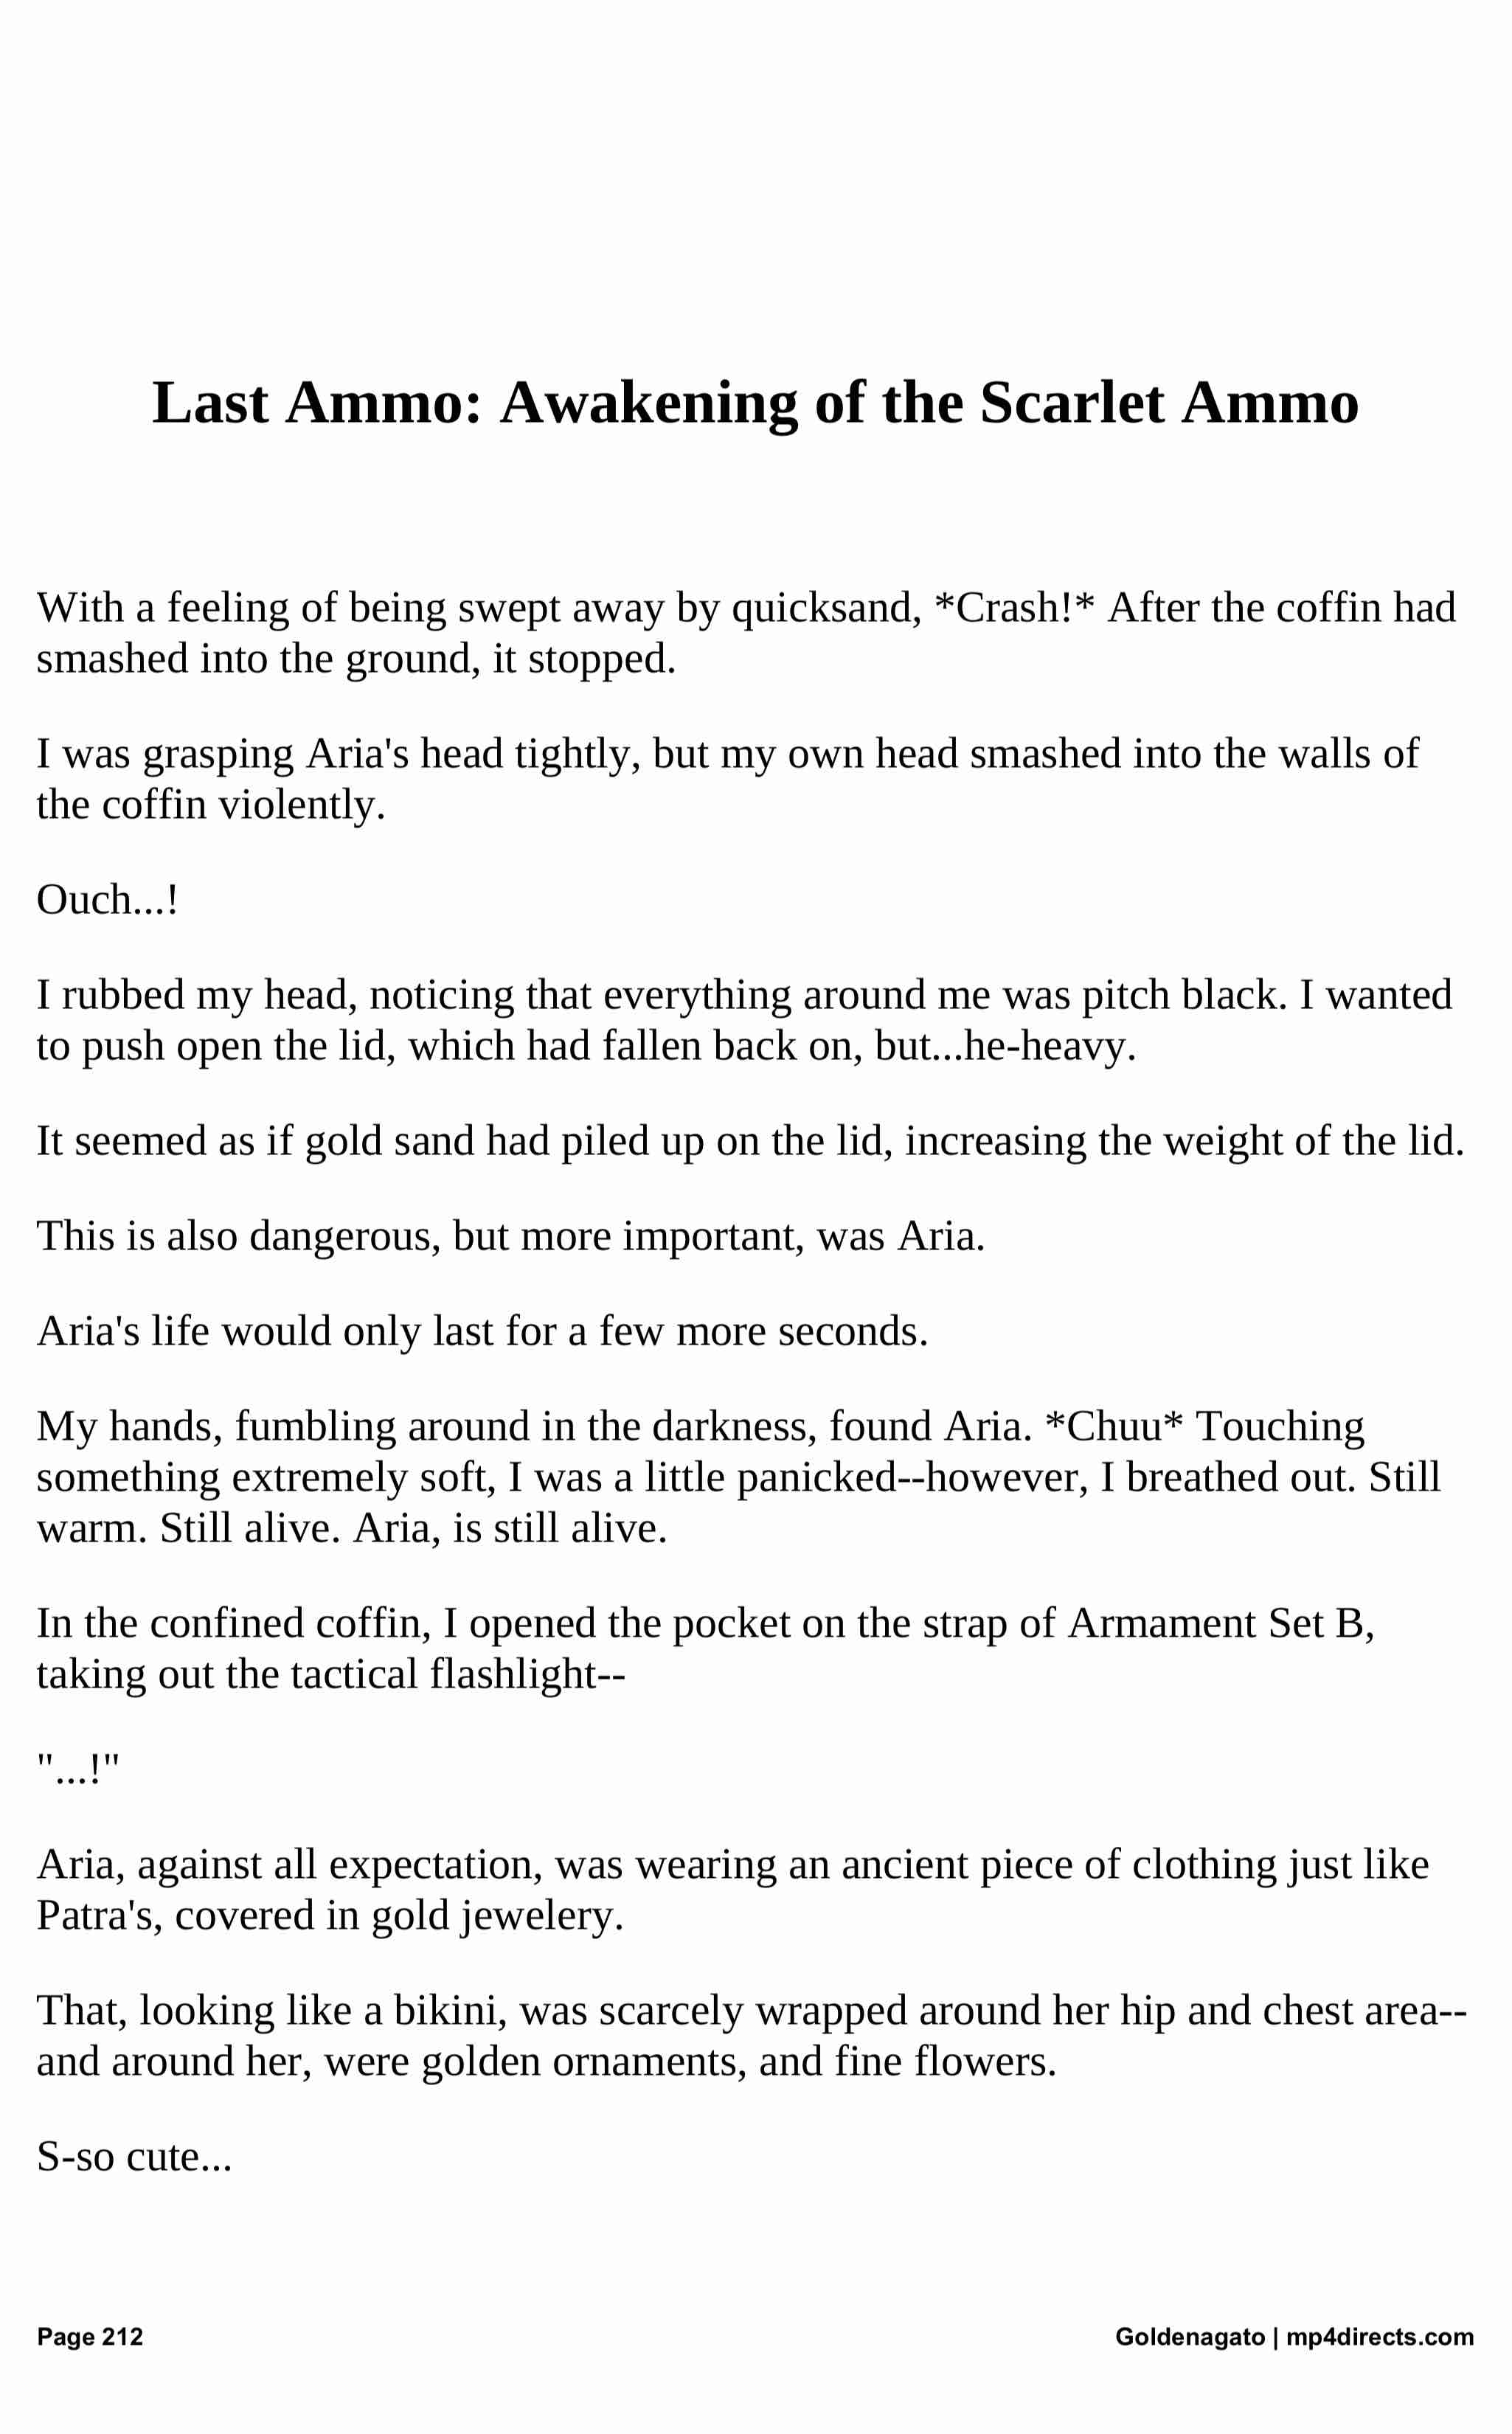 Last Ammo: Awakening of the Scarlet Ammo
With a feeling of being swept away by quicksand, *Crash!* After the coffin had
smashed into the ground, it stopped.
I was grasping Aria's head tightly, but my own head smashed into the walls of
the coffin violently.
Ouch...!
I rubbed my head, noticing that everything around me was pitch black. I wanted
to push open the lid, which had fallen back on, but...he-heavy.
It seemed as if gold sand had piled up on the lid, increasing the weight of the lid.
This is also dangerous, but more important, was Aria.
Aria's life would only last for a few more seconds.
My hands, fumbling around in the darkness, found Aria. *Chuu* Touching
something extremely soft, I was a little panicked--however, I breathed out. Still
warm. Still alive. Aria, is still alive.
In the confined coffin, I opened the pocket on the strap of Armament Set B,
taking out the tactical flashlight--
"...!"
Aria, against all expectation, was wearing an ancient piece of clothing just like
Patra's, covered in gold jewelery.
That, looking like a bikini, was scarcely wrapped around her hip and chest area--
and around her, were golden ornaments, and fine flowers.
S-so cute...
Page 212
Goldenagato | mp4directs.com